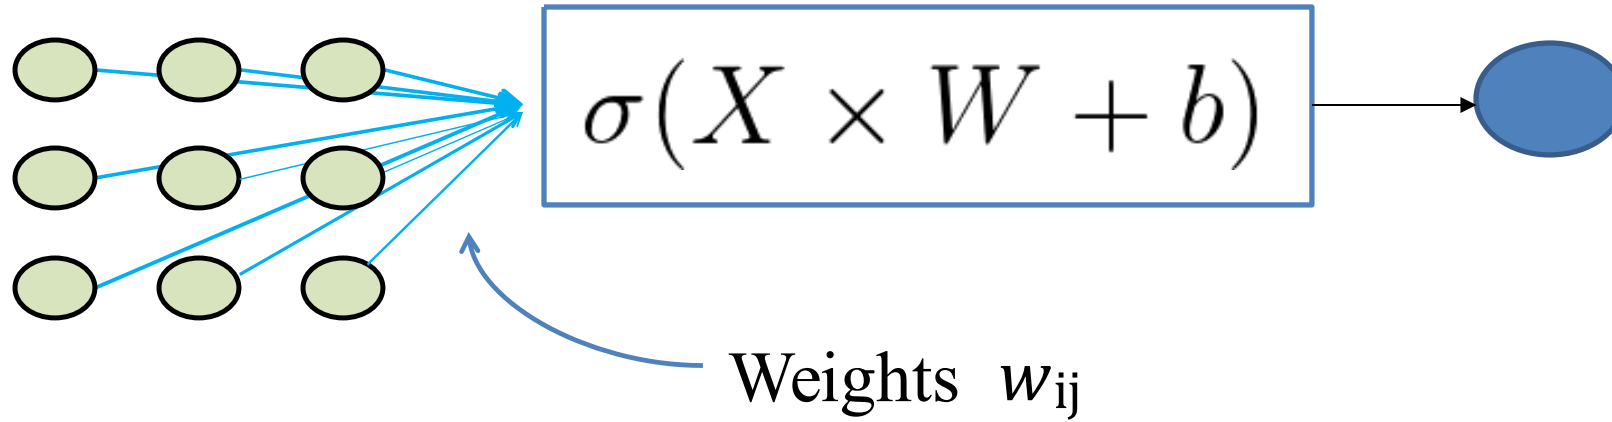 σ(X × W + b)
Weights w_ij